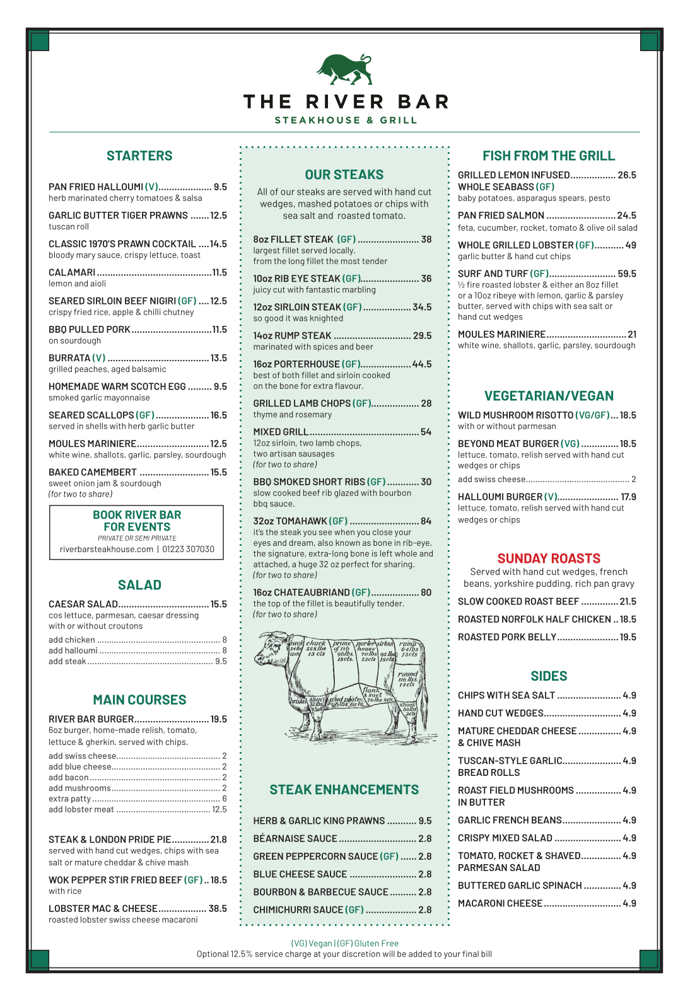 THE RIVER BAR
STEAKHOUSE & GRILL
STARTERS
PAN FRIED HALLOUMI (V).................... 9.5
herb marinated cherry tomatoes & salsa
GARLIC BUTTER TIGER PRAWNS .......12.5
tuscan roll
CLASSIC 1970'S PRAWN COCKTAIL ....14.5
bloody mary sauce, crispy lettuce, toast
CALAMARI...........................................11.5
lemon and aioli
SEARED SIRLOIN BEEF NIGIRI (GF) ....12.5
crispy fried rice, apple & chilli chutney
BBQ PULLED PORK..............................11.5
on sourdough
BURRATA (V) ...................................... 13.5
grilled peaches, aged balsamic
HOMEMADE WARM SCOTCH EGG ......... 9.5
smoked garlic mayonnaise
SEARED SCALLOPS (GF).................... 16.5
served in shells with herb garlic butter
MOULES MARINIERE........................... 12.5
white wine, shallots, garlic, parsley, sourdough
BAKED CAMEMBERT .......................... 15.5
sweet onion jam & sourdough
(for two to share)
BOOK RIVER BAR
FOR EVENTS
PRIVATE OR SEMI PRIVATE
riverbarsteakhouse.com | 01223 307030
SALAD
CAESAR SALAD.................................. 15.5
cos lettuce, parmesan, caesar dressing
with or without croutons
add chicken .................................................... 8
add halloumi ................................................... 8
add steak..................................................... 9.5
MAIN COURSES
RIVER BAR BURGER............................ 19.5
6oz burger, home-made relish, tomato,
lettuce & gherkin. served with chips.
add swiss cheese........................................... 2
add blue cheese............................................. 2
add bacon...................................................... 2
add mushrooms............................................. 2
extra patty..................................................... 6
add lobster meat ....................................... 12.5
STEAK & LONDON PRIDE PIE..............21.8
served with hand cut wedges, chips with sea
salt or mature cheddar & chive mash
WOK PEPPER STIR FRIED BEEF (GF).. 18.5
with rice
LOBSTER MAC & CHEESE.................. 38.5
roasted lobster swiss cheese macaroni
OUR STEAKS
All of our steaks are served with hand cut
wedges, mashed potatoes or chips with
sea salt and roasted tomato.
8oz FILLET STEAK (GF) ....................... 38
largest fillet served locally.
from the long fillet the most tender
10oz RIB EYE STEAK (GF)...................... 36
juicy cut with fantastic marbling
12oz SIRLOIN STEAK (GF)................... 34.5
so good it was knighted
14oz RUMP STEAK ............................. 29.5
marinated with spices and beer
16oz PORTERHOUSE (GF)...................44.5
best of both fillet and sirloin cooked
on the bone for extra flavour.
GRILLED LAMB CHOPS (GF).................. 28
thyme and rosemary
MIXED GRILL......................................... 54
12oz sirloin, two lamb chops,
two artisan sausages
(for two to share)
BBQ SMOKED SHORT RIBS (GF) ............ 30
slow cooked beef rib glazed with bourbon
bbq sauce.
32oz TOMAHAWK (GF) .......................... 84
it's the steak you see when you close your
eyes and dream, also known as bone in rib-eye.
the signature, extra-long bone is left whole and
attached, a huge 32 oz perfect for sharing.
(for two to share)
16oz CHATEAUBRIAND (GF).................. 80
the top of the fillet is beautifully tender.
(for two to share)
neck chuck prime porter sirloin rump
24lbs 228lbs of rib house 64lbs
12cts 13 cts 96lbs. 70lbs 92lbs 13cts
18cts. 22cts 18cts.
round
116 lbs.
14cts
flank
& suet
76lbs 8cts
brisket shin and plate
32lbs 96lbs 6cts.
shank
60lbs
3cts
STEAK ENHANCEMENTS
HERB & GARLIC KING PRAWNS ........... 9.5
BÉARNAISE SAUCE ............................. 2.8
GREEN PEPPERCORN SAUCE (GF) ...... 2.8
BLUE CHEESE SAUCE ......................... 2.8
BOURBON & BARBECUE SAUCE.......... 2.8
CHIMICHURRI SAUCE (GF) ................... 2.8
FISH FROM THE GRILL
GRILLED LEMON INFUSED................. 26.5
WHOLE SEABASS (GF)
baby potatoes, asparagus spears, pesto
PAN FRIED SALMON .......................... 24.5
feta, cucumber, rocket, tomato & olive oil salad
WHOLE GRILLED LOBSTER (GF)........... 49
garlic butter & hand cut chips
SURF AND TURF (GF)......................... 59.5
½ fire roasted lobster & either an 8oz fillet
or a 10oz ribeye with lemon, garlic & parsley
butter, served with chips with sea salt or
hand cut wedges
MOULES MARINIERE..............................21
white wine, shallots, garlic, parsley, sourdough
VEGETARIAN/VEGAN
WILD MUSHROOM RISOTTO (VG/GF)... 18.5
with or without parmesan
BEYOND MEAT BURGER (VG) .............. 18.5
lettuce, tomato, relish served with hand cut
wedges or chips
add swiss cheese........................................... 2
HALLOUMI BURGER (V)....................... 17.9
lettuce, tomato, relish served with hand cut
wedges or chips
SUNDAY ROASTS
Served with hand cut wedges, french
beans, yorkshire pudding, rich pan gravy
SLOW COOKED ROAST BEEF ..............21.5
ROASTED NORFOLK HALF CHICKEN .. 18.5
ROASTED PORK BELLY....................... 19.5
SIDES
CHIPS WITH SEA SALT ........................ 4.9
HAND CUT WEDGES............................. 4.9
MATURE CHEDDAR CHEESE ................ 4.9
& CHIVE MASH
TUSCAN-STYLE GARLIC...................... 4.9
BREAD ROLLS
ROAST FIELD MUSHROOMS ................. 4.9
IN BUTTER
GARLIC FRENCH BEANS...................... 4.9
CRISPY MIXED SALAD ......................... 4.9
TOMATO, ROCKET & SHAVED............... 4.9
PARMESAN SALAD
BUTTERED GARLIC SPINACH .............. 4.9
MACARONI CHEESE............................. 4.9
(VG) Vegan | (GF) Gluten Free
Optional 12.5% service charge at your discretion will be added to your final bill